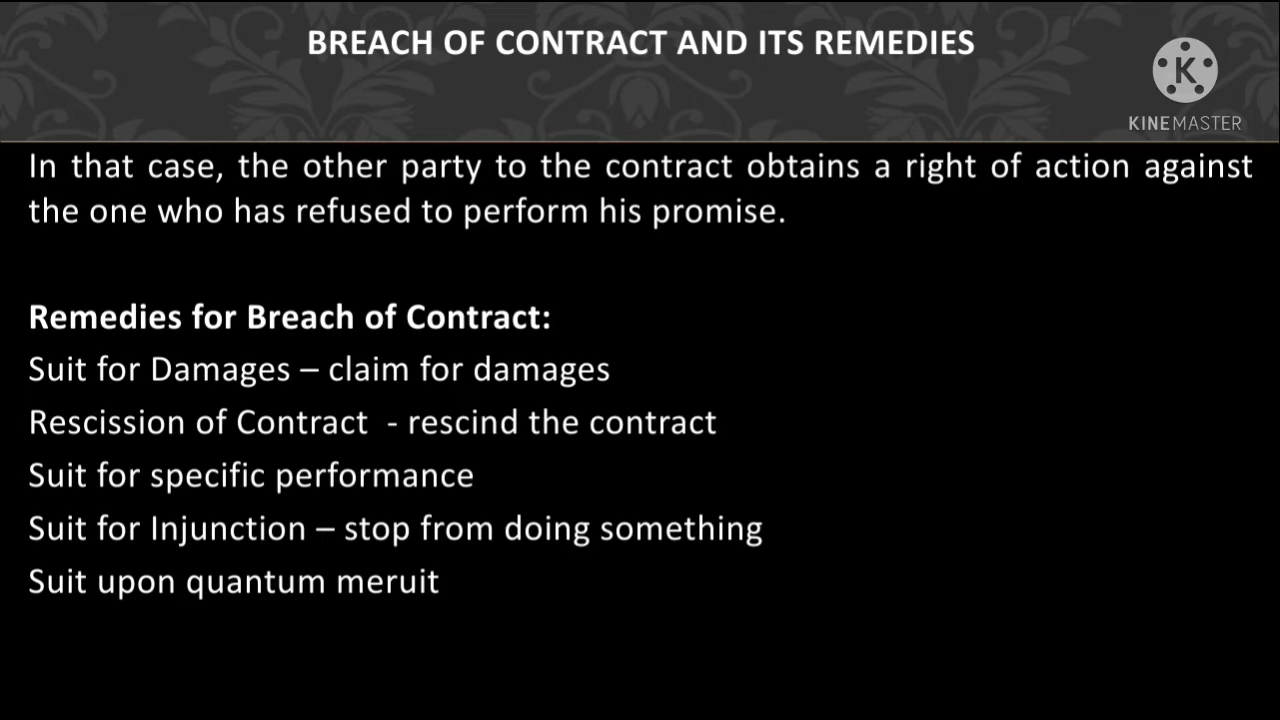 BREACH OF CONTRACT AND ITS REMEDIES
K
KINEMASTER
In that case, the other party to the contract obtains a right of action against
the one who has refused to perform his promise.
Remedies for Breach of Contract:
Suit for Damages – claim for damages
Rescission of Contract  - rescind the contract
Suit for specific performance
Suit for Injunction – stop from doing something
Suit upon quantum meruit